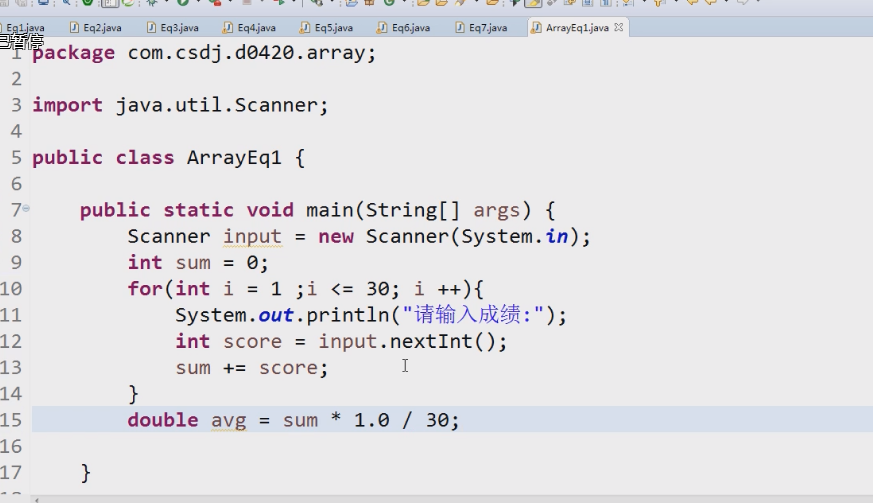 Eg1.java Eq2.java Eq3.java Eq4.java Eq5.java Eq6.java Eq7.java ArrayEq1.java
已暂停
1 package com.csdj.d0420.array;
2
3 import java.util.Scanner;
4
5 public class ArrayEq1 {
6
7 public static void main(String[] args) {
8 Scanner input = new Scanner(System.in);
9 int sum = 0;
10 for(int i = 1 ;i <= 30; i ++){
11 System.out.println("请输入成绩:");
12 int score = input.nextInt();
13 sum += score;
14 }
15 double avg = sum * 1.0 / 30;
16
17 }